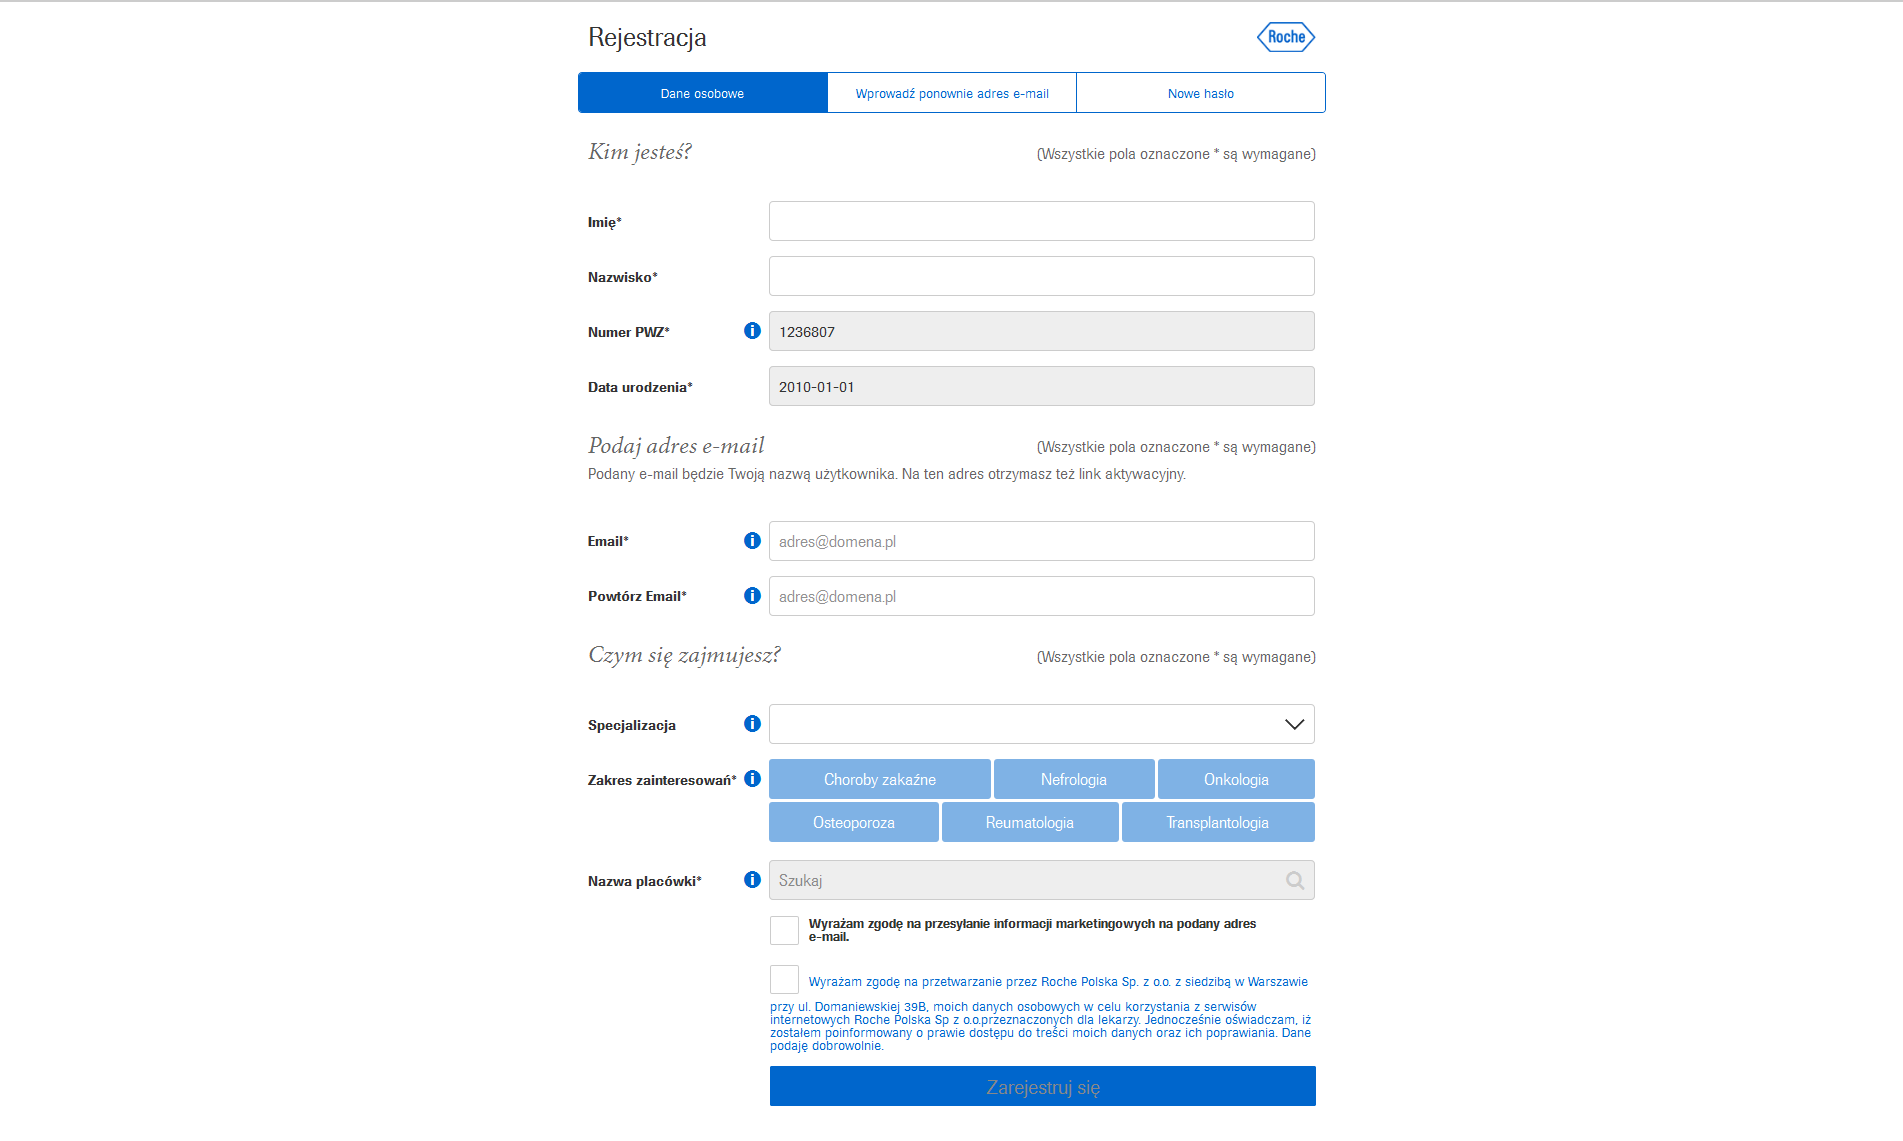 Rejestracja
Roche
Dane osobowe
Wprowadź ponownie adres e-mail
Nowe hasło
Kim jesteś?
(Wszystkie pola oznaczone * są wymagane)
Imię*
Nazwisko*
Numer PWZ*
1236807
Data urodzenia*
2010-01-01
Podaj adres e-mail
(Wszystkie pola oznaczone * są wymagane)
Podany e-mail będzie Twoją nazwą użytkownika. Na ten adres otrzymasz też link aktywacyjny.
Email*
adres@domena.pl
Powtórz Email*
adres@domena.pl
Czym się zajmujesz?
(Wszystkie pola oznaczone * są wymagane)
Specjalizacja
Zakres zainteresowań*
Choroby zakaźne
Nefrologia
Onkologia
Osteoporoza
Reumatologia
Transplantologia
Nazwa placówki*
Szukaj
Wyrażam zgodę na przesyłanie informacji marketingowych na podany adres
e-mail.
Wyrażam zgodę na przetwarzanie przez Roche Polska Sp. z o.o. z siedzibą w Warszawie
przy ul. Domaniewskiej 39B, moich danych osobowych w celu korzystania z serwisów
internetowych Roche Polska Sp z o.o.przeznaczonych dla lekarzy. Jednocześnie oświadczam, iż
zostałem poinformowany o prawie dostępu do treści moich danych oraz ich poprawiania. Dane
podaję dobrowolnie.
Zarejestruj się